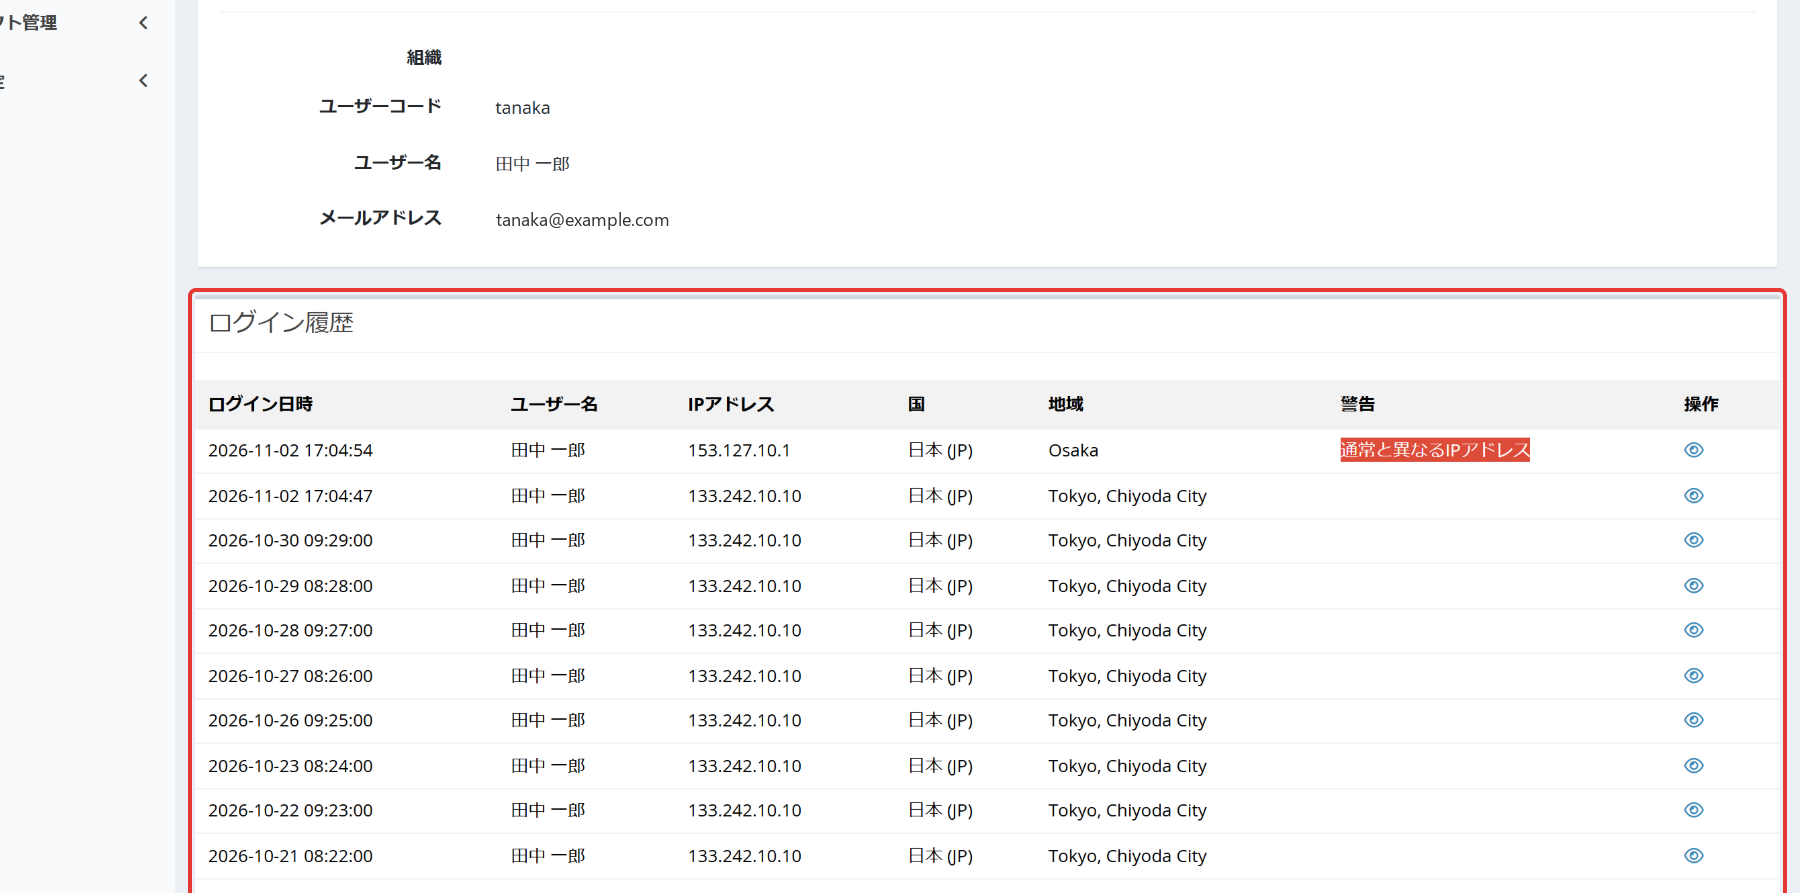 フト管理
組織
ユーザーコード tanaka
ユーザー名 田中 一郎
メールアドレス tanaka@example.com
ログイン履歴
ログイン日時 ユーザー名 IPアドレス 国 地域 警告 操作
2026-11-02 17:04:54 田中 一郎 153.127.10.1 日本 (JP) Osaka 通常と異なるIPアドレス
2026-11-02 17:04:47 田中 一郎 133.242.10.10 日本 (JP) Tokyo, Chiyoda City
2026-10-30 09:29:00 田中 一郎 133.242.10.10 日本 (JP) Tokyo, Chiyoda City
2026-10-29 08:28:00 田中 一郎 133.242.10.10 日本 (JP) Tokyo, Chiyoda City
2026-10-28 09:27:00 田中 一郎 133.242.10.10 日本 (JP) Tokyo, Chiyoda City
2026-10-27 08:26:00 田中 一郎 133.242.10.10 日本 (JP) Tokyo, Chiyoda City
2026-10-26 09:25:00 田中 一郎 133.242.10.10 日本 (JP) Tokyo, Chiyoda City
2026-10-23 08:24:00 田中 一郎 133.242.10.10 日本 (JP) Tokyo, Chiyoda City
2026-10-22 09:23:00 田中 一郎 133.242.10.10 日本 (JP) Tokyo, Chiyoda City
2026-10-21 08:22:00 田中 一郎 133.242.10.10 日本 (JP) Tokyo, Chiyoda City